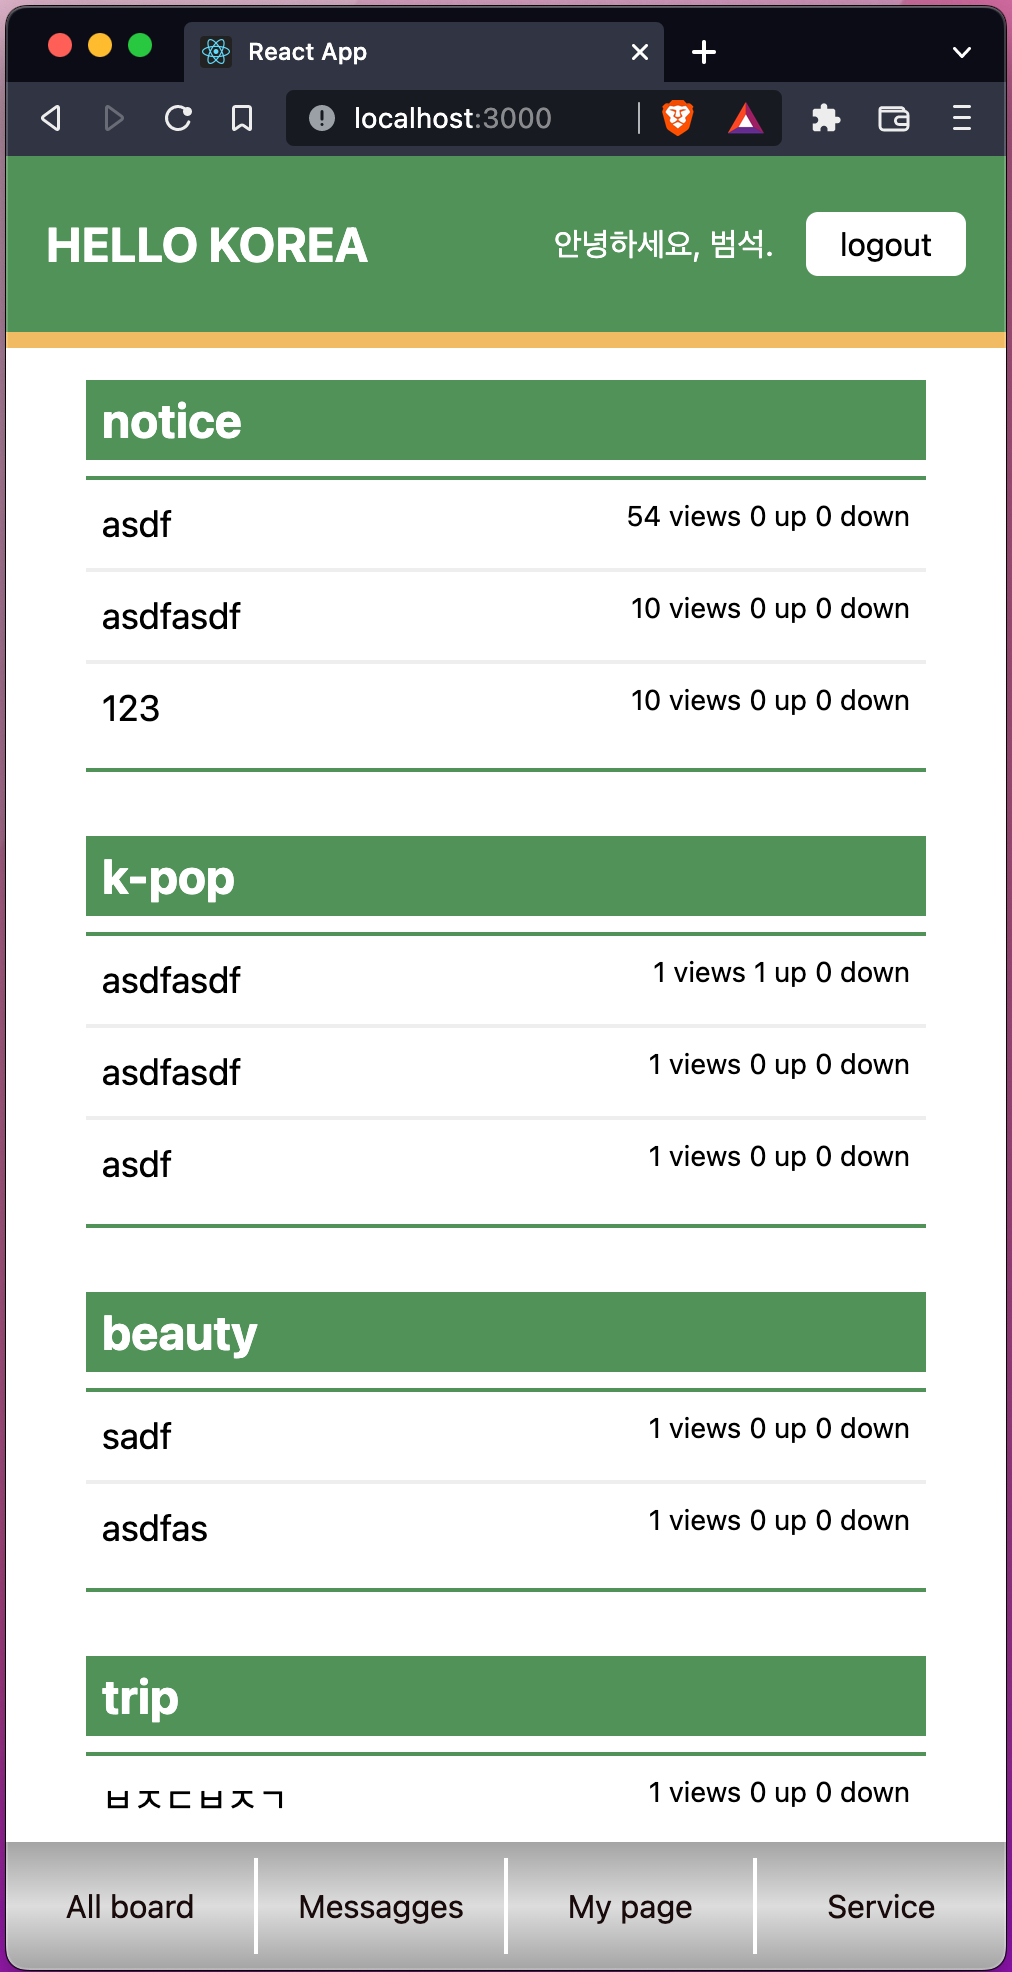 React App
localhost:3000
HELLO KOREA
안녕하세요, 범석.
logout
notice
asdf 54 views 0 up 0 down
asdfasdf 10 views 0 up 0 down
123 10 views 0 up 0 down
k-pop
asdfasdf 1 views 1 up 0 down
asdfasdf 1 views 0 up 0 down
asdf 1 views 0 up 0 down
beauty
sadf 1 views 0 up 0 down
asdfas 1 views 0 up 0 down
trip
ㅂㅈㄷㅂㅈㄱ 1 views 0 up 0 down
All board Messagges My page Service